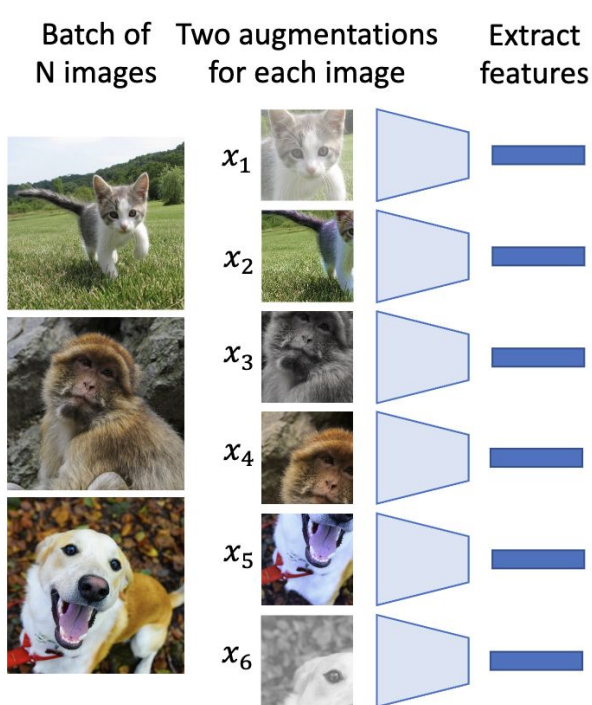 Batch of
N images
Two augmentations
for each image
Extract
features
x₁
x₂
x₃
x₄
x₅
x₆